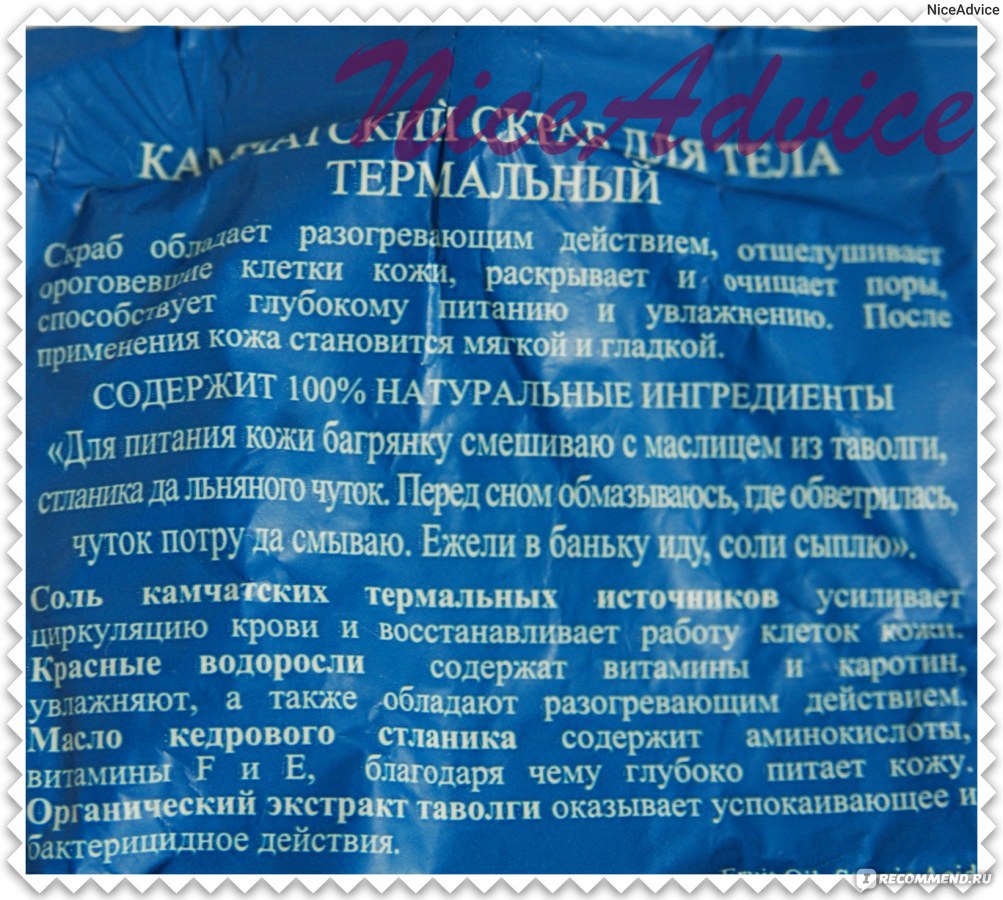 NiceAdvice
NiceAdvice
КАМЧАТСКИЙ СКРАБ ДЛЯ ТЕЛА
ТЕРМАЛЬНЫЙ
Скраб обладает разогревающим действием, отшелушивает
ороговевшие клетки кожи, раскрывает и очищает поры,
способствует глубокому питанию и увлажнению. После
применения кожа становится мягкой и гладкой.
СОДЕРЖИТ 100% НАТУРАЛЬНЫЕ ИНГРЕДИЕНТЫ
«Для питания кожи багрянку смешиваю с маслицем из таволги,
стланика да льняного чуток. Перед сном обмазываюсь, где обветрилась,
чуток потру да смываю. Ежели в баньку иду, соли сыплю».
Соль камчатских термальных источников усиливает
циркуляцию крови и восстанавливает работу клеток кожи.
Красные водоросли содержат витамины и каротин,
увлажняют, а также обладают разогревающим действием.
Масло кедрового стланика содержит аминокислоты,
витамины F и E, благодаря чему глубоко питает кожу.
Органический экстракт таволги оказывает успокаивающее и
бактерицидное действия.
I RECOMMEND.RU